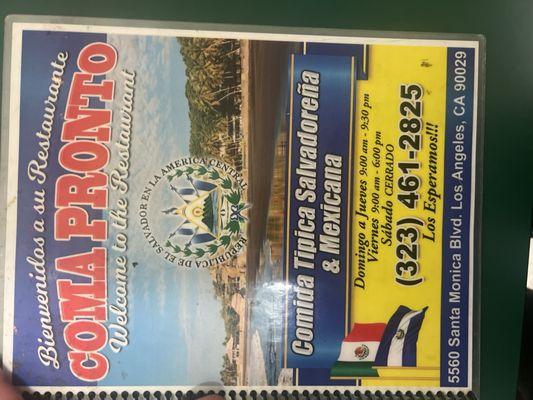 Bienvenidos a su Restaurante
COMA PRONTO
Welcome to the Restaurant
REPUBLICA DE EL SALVADOR EN LA AMERICA CENTRAL
Comida Tipica Salvadoreña
& Mexicana
Domingo a Jueves 9:00 am - 9:30 pm
Viernes 9:00 am - 6:00 pm
Sábado CERRADO
(323) 461-2825
Los Esperamos!!!
5560 Santa Monica Blvd. Los Angeles, CA 90029